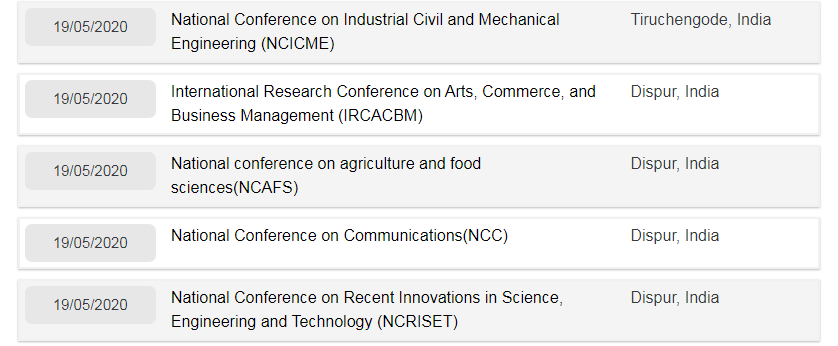 19/05/2020 National Conference on Industrial Civil and Mechanical Tiruchengode, India
Engineering (NCICME)
19/05/2020 International Research Conference on Arts, Commerce, and Dispur, India
Business Management (IRCACBM)
19/05/2020 National conference on agriculture and food Dispur, India
sciences(NCAFS)
19/05/2020 National Conference on Communications(NCC) Dispur, India
19/05/2020 National Conference on Recent Innovations in Science, Dispur, India
Engineering and Technology (NCRISET)